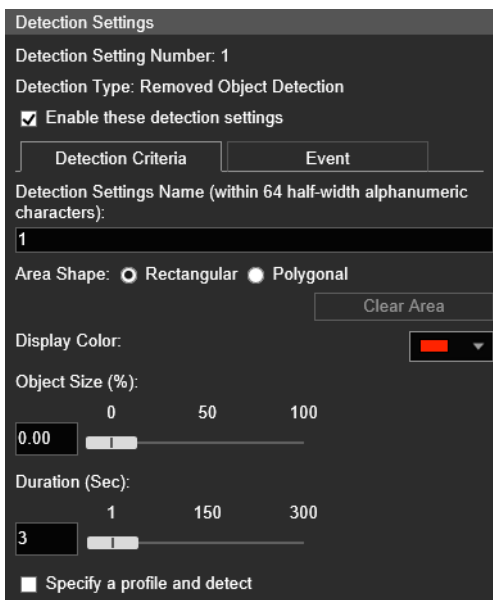 Detection Settings
Detection Setting Number: 1
Detection Type: Removed Object Detection
Enable these detection settings
Detection Criteria Event
Detection Settings Name (within 64 half-width alphanumeric
characters):
1
Area Shape: Rectangular Polygonal
Clear Area
Display Color:
Object Size (%):
0 50 100
0.00
Duration (Sec):
1 150 300
3
Specify a profile and detect